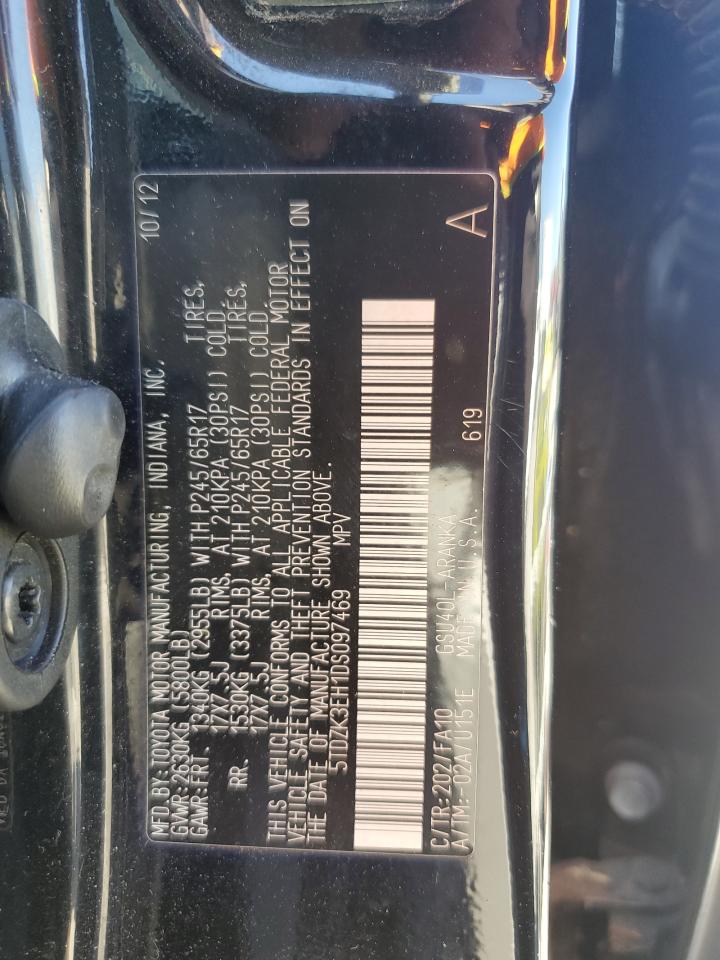 MFD.BY:TOYOTA MOTOR MANUFACTURING, INDIANA, INC. 10/12
GVWR:2630KG (5800LB)
GAWR:FRT. 1340KG (2955LB) WITH P245/65R17 TIRES,
17X7.5J RIMS, AT 210KPA (30PSI) COLD.
RR. 1530KG (3375LB) WITH P245/65R17 TIRES,
17X7.5J RIMS, AT 210KPA (30PSI) COLD.
THIS VEHICLE CONFORMS TO ALL APPLICABLE FEDERAL MOTOR
VEHICLE SAFETY AND THEFT PREVENTION STANDARDS IN EFFECT ON
THE DATE OF MANUFACTURE SHOWN ABOVE.
5TDZK3EH1DS097469 MPV
C/TR:202/FA10 GSU40L-ARANKA 619 A
A/TM:-02A/U151E MADE IN U.S.A.